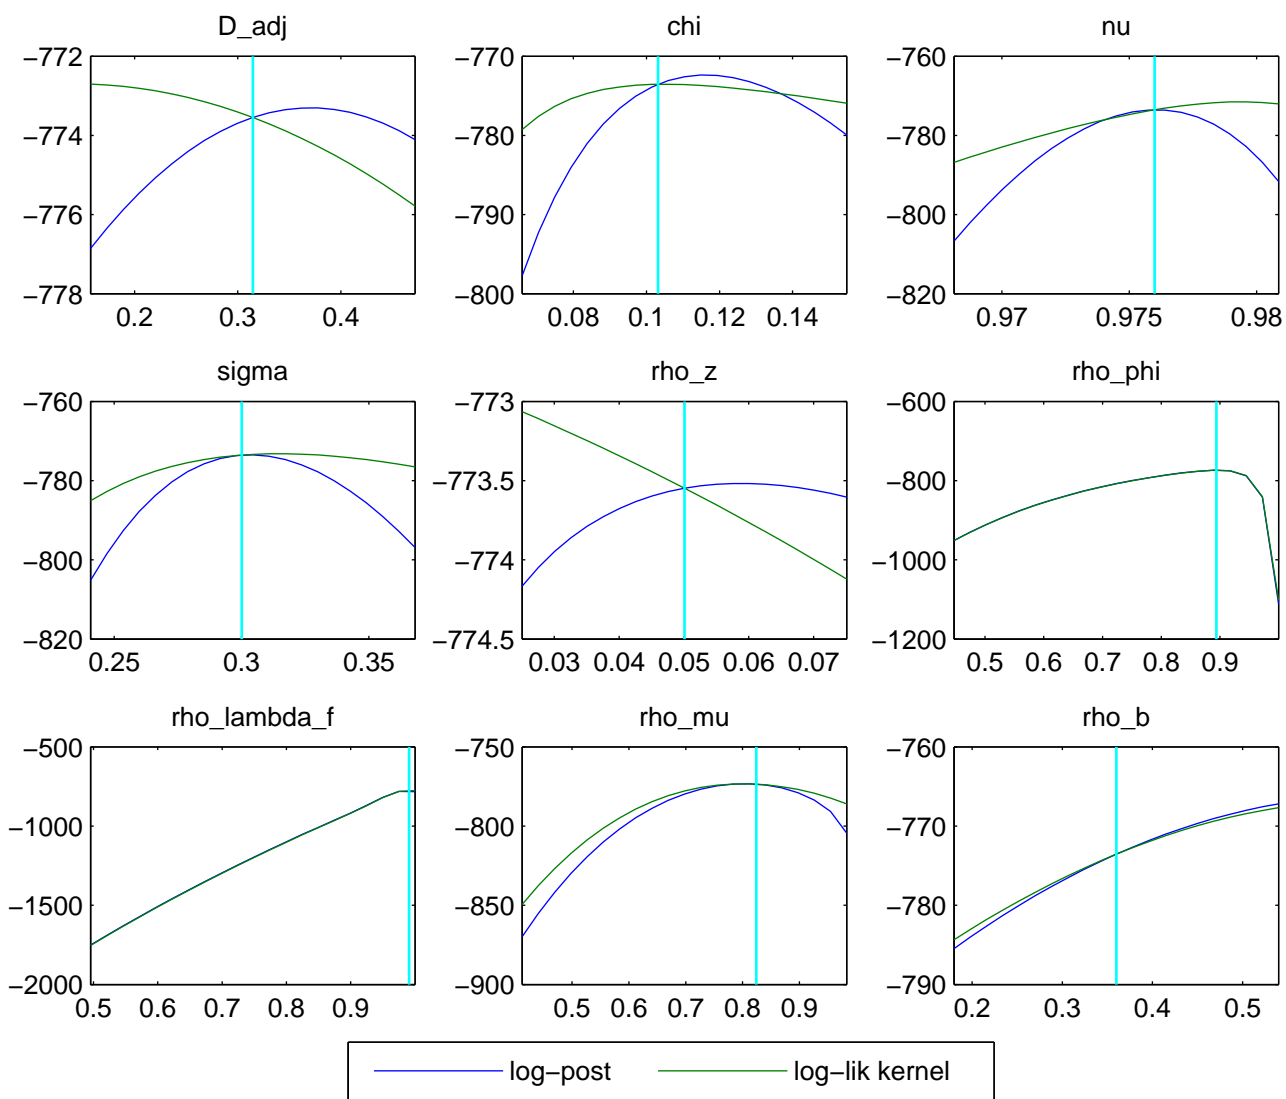 D_adj chi nu
−772 −770 −760
−774 −780 −780
−776 −790 −800
−778 −800 −820
0.2 0.3 0.4 0.08 0.1 0.12 0.14 0.97 0.975 0.98
sigma rho_z rho_phi
−760 −773 −600
−780 −773.5 −800
−800 −774 −1000
−820 −774.5 −1200
0.25 0.3 0.35 0.03 0.04 0.05 0.06 0.07 0.5 0.6 0.7 0.8 0.9
rho_lambda_f rho_mu rho_b
−500 −750 −760
−1000 −800 −770
−1500 −850 −780
−2000 −900 −790
0.5 0.6 0.7 0.8 0.9 0.5 0.6 0.7 0.8 0.9 0.2 0.3 0.4 0.5
log−post log−lik kernel